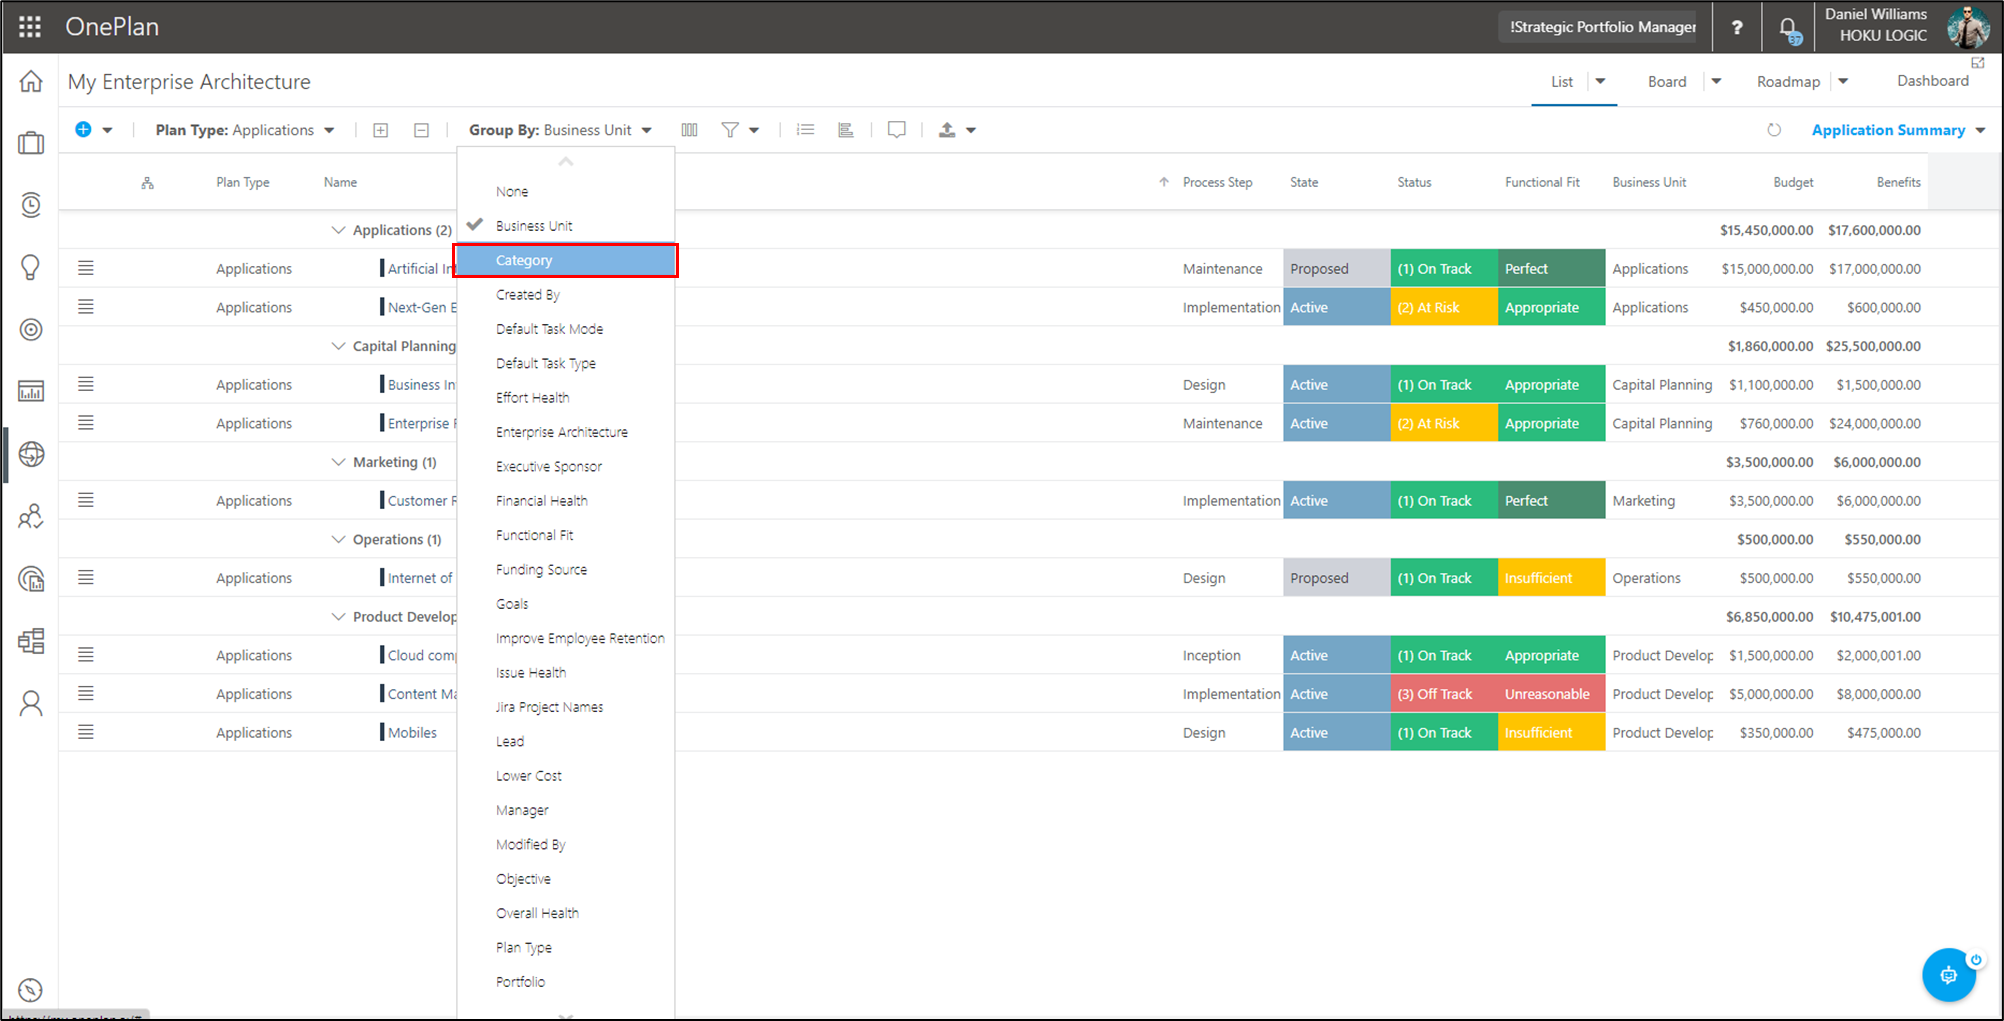 OnePlan
!Strategic Portfolio Manager
?
37
Daniel Williams
HOKU LOGIC
My Enterprise Architecture
List
Board
Roadmap
Dashboard
Plan Type: Applications
Group By: Business Unit
Application Summary
Plan Type Name Process Step State Status Functional Fit Business Unit Budget Benefits
None
Business Unit
Category
Created By
Default Task Mode
Default Task Type
Effort Health
Enterprise Architecture
Executive Sponsor
Financial Health
Functional Fit
Funding Source
Goals
Improve Employee Retention
Issue Health
Jira Project Names
Lead
Lower Cost
Manager
Modified By
Objective
Overall Health
Plan Type
Portfolio
Applications (2) $15,450,000.00 $17,600,000.00
Applications Artificial Maintenance Proposed (1) On Track Perfect Applications $15,000,000.00 $17,000,000.00
Applications Next-Gen E Implementation Active (2) At Risk Appropriate Applications $450,000.00 $600,000.00
Capital Planning $1,860,000.00 $25,500,000.00
Applications Business In Design Active (1) On Track Appropriate Capital Planning $1,100,000.00 $1,500,000.00
Applications Enterprise Maintenance Active (2) At Risk Appropriate Capital Planning $760,000.00 $24,000,000.00
Marketing (1) $3,500,000.00 $6,000,000.00
Applications Customer R Implementation Active (1) On Track Perfect Marketing $3,500,000.00 $6,000,000.00
Operations (1) $500,000.00 $550,000.00
Applications Internet of Design Proposed (1) On Track Insufficient Operations $500,000.00 $550,000.00
Product Develop $6,850,000.00 $10,475,001.00
Applications Cloud com Inception Active (1) On Track Appropriate Product Develop $1,500,000.00 $2,000,001.00
Applications Content Ma Implementation Active (3) Off Track Unreasonable Product Develop $5,000,000.00 $8,000,000.00
Applications Mobiles Design Active (1) On Track Insufficient Product Develop $350,000.00 $475,000.00